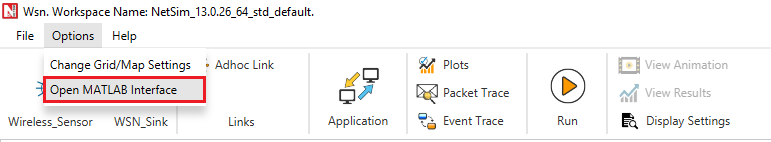 Wsn. Workspace Name: NetSim_13.0.26_64_std_default.
File Options Help
Change Grid/Map Settings
Open MATLAB Interface
Adhoc Link
Wireless_Sensor WSN_Sink Links
Application
Plots
Packet Trace
Event Trace
Run
View Animation
View Results
Display Settings